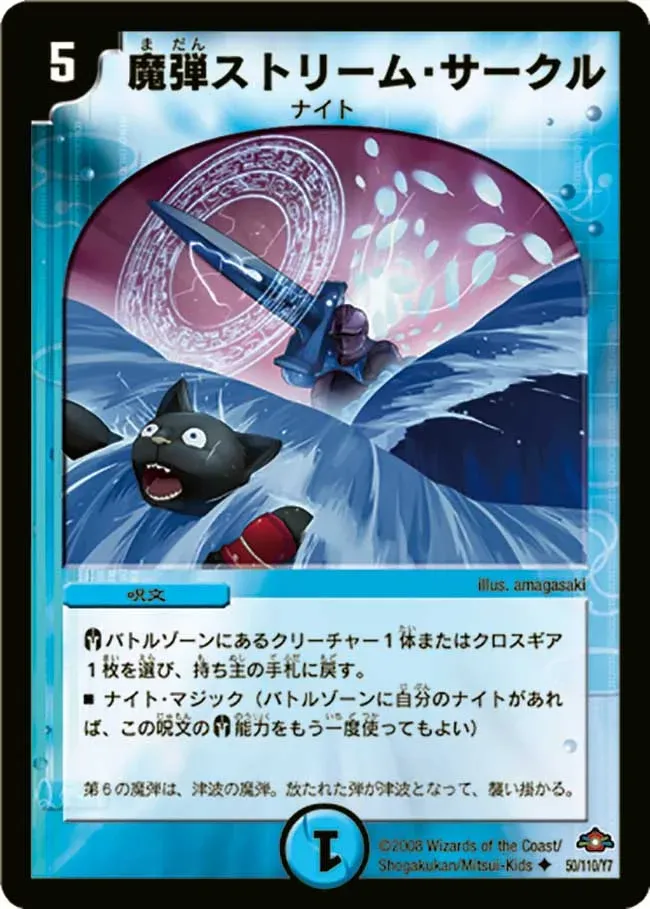 5
魔弾ストリーム・サークル
ナイト
illus. amagasaki
呪文
バトルゾーンにあるクリーチャー1体またはクロスギア
1枚を選び、持ち主の手札に戻す。
■ ナイト・マジック(バトルゾーンに自分のナイトがあれ
ば、この呪文の能力をもう一度使ってもよい)
第6の魔弾は、津波の魔弾。放たれた弾が津波となって、襲い掛かる。
1
©2008 Wizards of the Coast/
Shogakukan/Mitsui-Kids ◆ 50/110/Y7